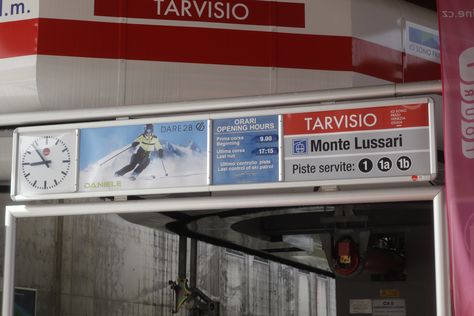 l.m.
TARVISIO
DARE 2B
DANIELE
ORARI
OPENING HOURS
Prima corsa
Beginning
9.00
Ultima corsa
Last run
17:15
Ultimo controllo piste
Last control of ski patrol
TARVISIO
Monte Lussari
Piste servite: 1 1a 1b